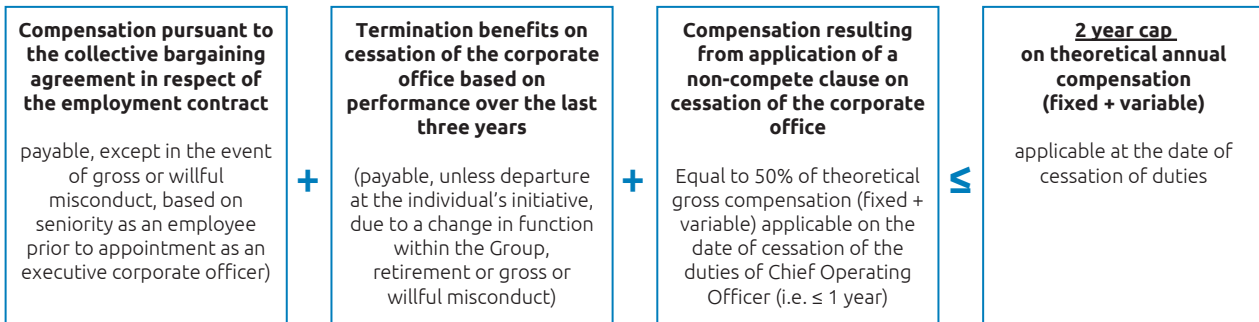 Compensation pursuant to
the collective bargaining
agreement in respect of
the employment contract
payable, except in the event
of gross or willful
misconduct, based on
seniority as an employee
prior to appointment as an
executive corporate officer)
+
Termination benefits on
cessation of the corporate
office based on
performance over the last
three years
(payable, unless departure
at the individual’s initiative,
due to a change in function
within the Group,
retirement or gross or
willful misconduct)
+
Compensation resulting
from application of a
non-compete clause on
cessation of the corporate
office
Equal to 50% of theoretical
gross compensation (fixed +
variable) applicable on the
date of cessation of the
duties of Chief Operating
Officer (i.e. ≤ 1 year)
≤
2 year cap
on theoretical annual
compensation
(fixed + variable)
applicable at the date of
cessation of duties